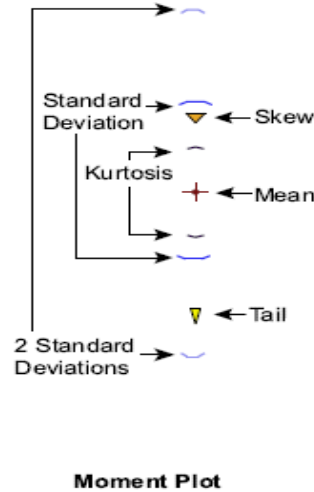 Standard
Deviation
Skew
Kurtosis
Mean
Tail
2 Standard
Deviations
Moment Plot